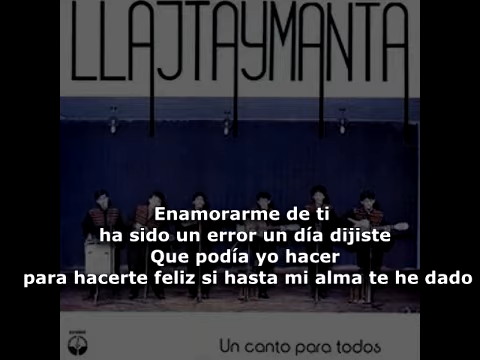 LLAJTAYMANTA
Enamorarme de ti
ha sido un error un día dijiste
Que podía yo hacer
para hacerte feliz si hasta mi alma te he dado
Un canto para todos